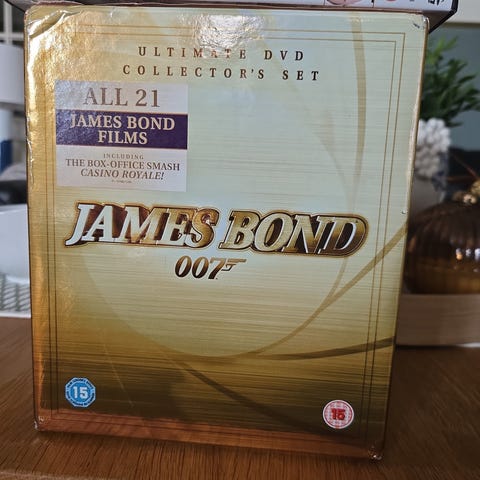 ULTIMATE DVD
COLLECTOR'S SET
ALL 21
JAMES BOND
FILMS
INCLUDING
THE BOX-OFFICE SMASH
CASINO ROYALE!
JAMES BOND
007
15
15